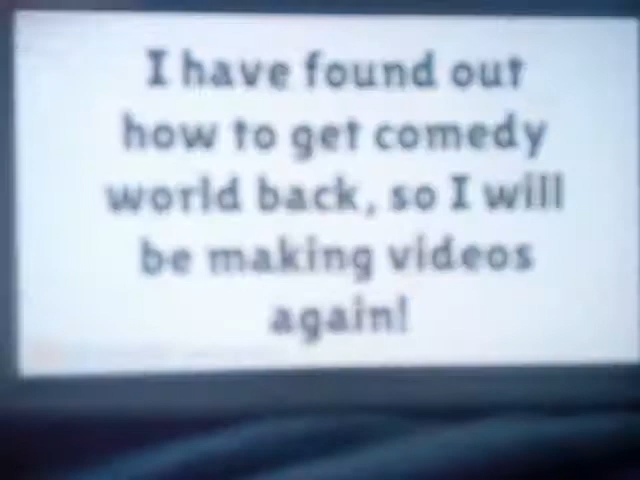 I have found out
how to get comedy
world back, so I will
be making videos
again!